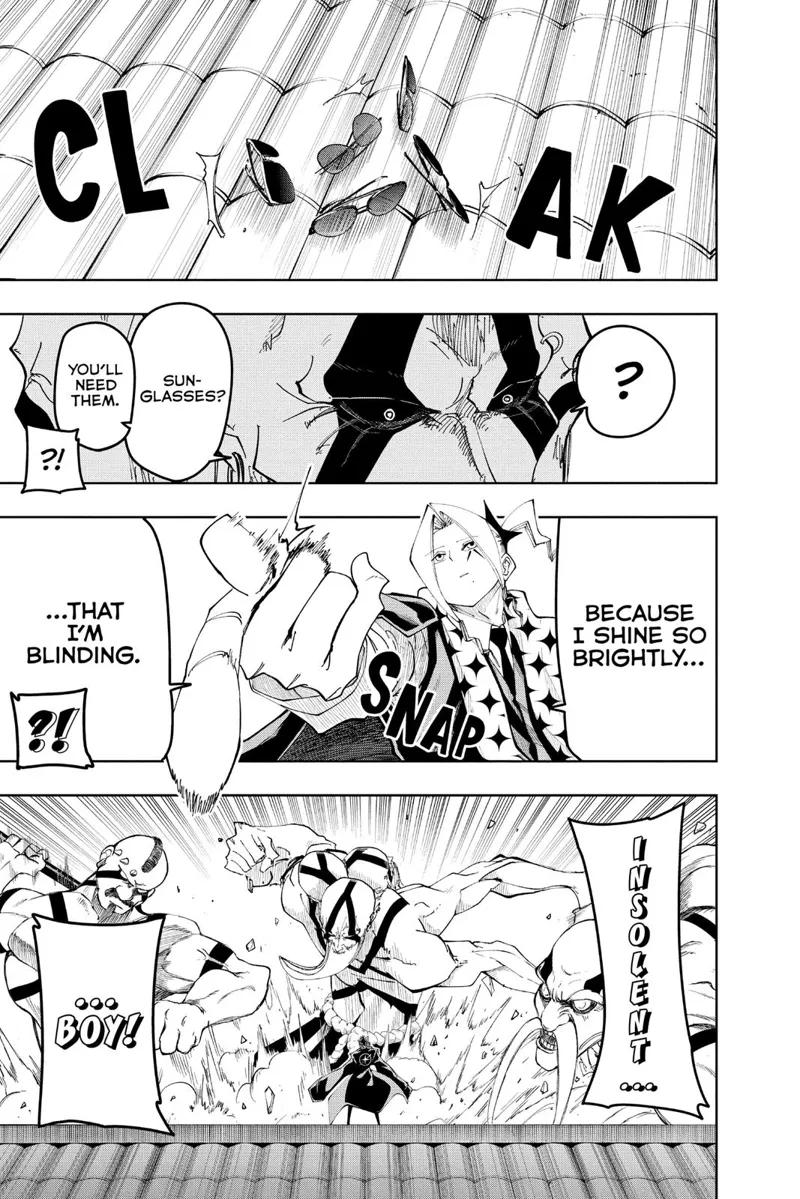 CL AK
?
SUN-
GLASSES?
YOU'LL
NEED
THEM.
?!
BECAUSE
I SHINE SO
BRIGHTLY...
SNAP
...THAT
I'M
BLINDING.
?!
INSOLENT
...
...
BOY!